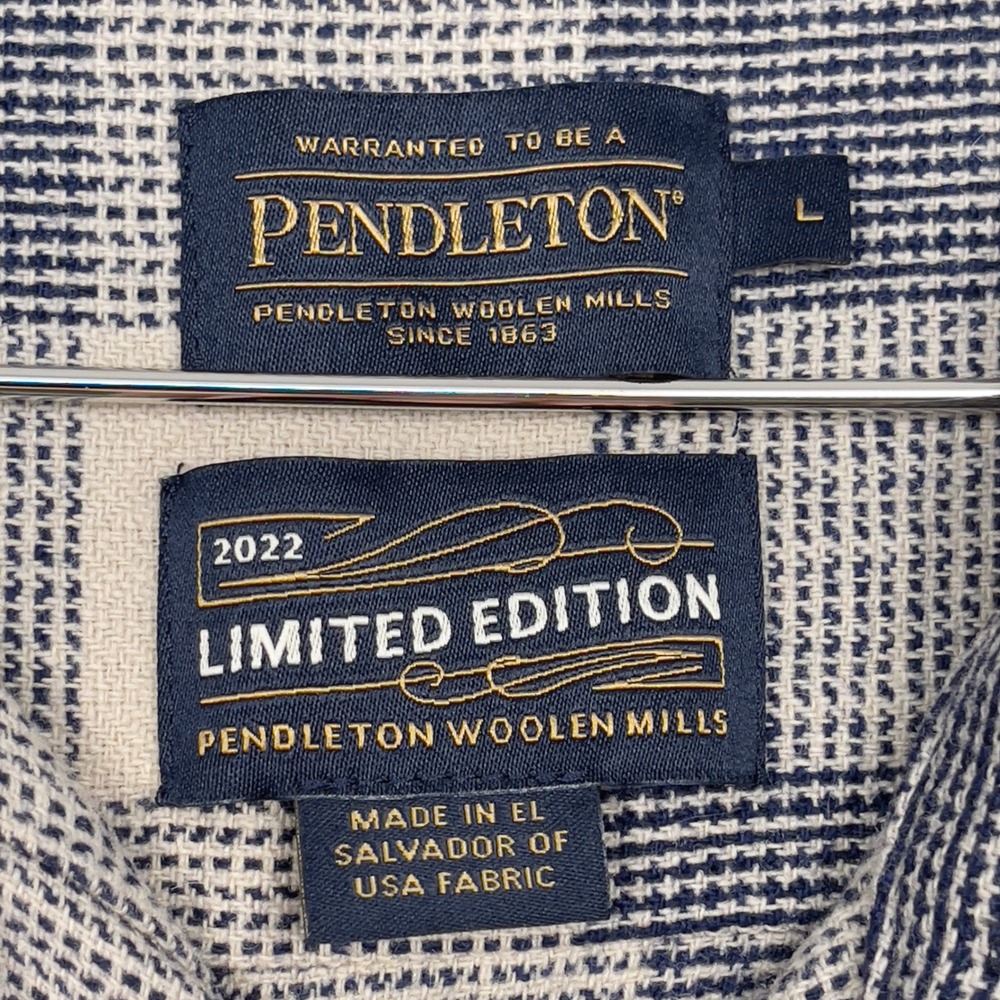 WARRANTED TO BE A
PENDLETON®
PENDLETON WOOLEN MILLS
SINCE 1863
L
2022
LIMITED EDITION
PENDLETON WOOLEN MILLS
MADE IN EL
SALVADOR OF
USA FABRIC